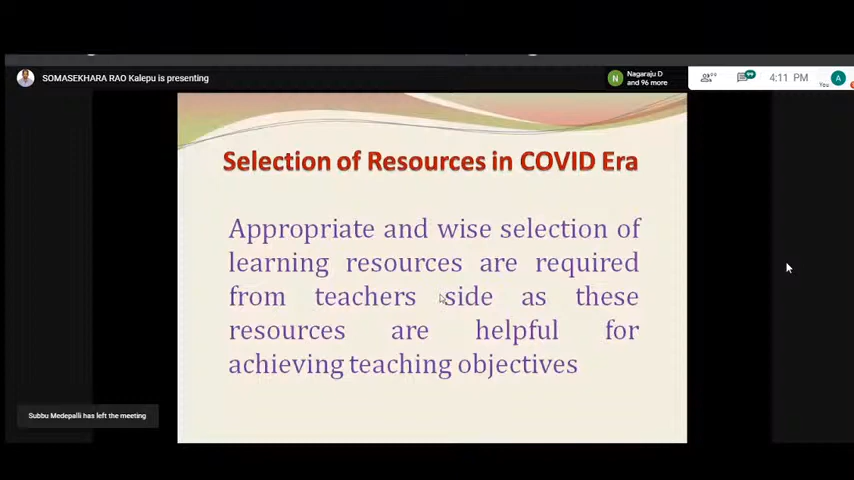 SOMASEKHARA RAO Kalepu is presenting
N
Nagaraju D
and 96 more
99
4:11 PM
You
A
Selection of Resources in COVID Era
Appropriate and wise selection of
learning resources are required
from teachers side as these
resources are helpful for
achieving teaching objectives
Subbu Medepalli has left the meeting